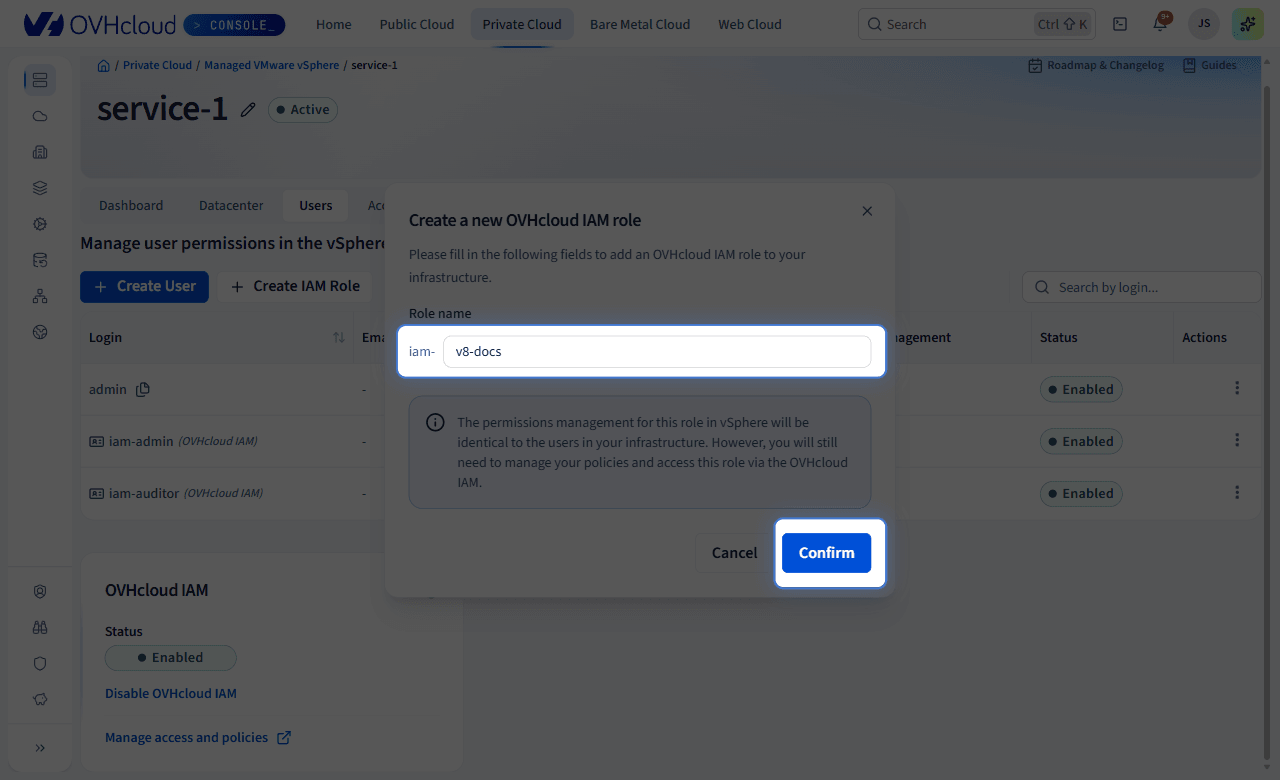 OVHcloud > CONSOLE_ Home Public Cloud Private Cloud Bare Metal Cloud Web Cloud Search Ctrl K 9+ JS
/ Private Cloud / Managed VMware vSphere / service-1 Roadmap & Changelog Guides
service-1 Active
Dashboard Datacenter Users
Manage user permissions in the vSphere
+ Create User + Create IAM Role Search by login...
Login Status Actions
admin - Enabled
iam-admin (OVHcloud IAM) - Enabled
iam-auditor (OVHcloud IAM) - Enabled
Create a new OVHcloud IAM role
Please fill in the following fields to add an OVHcloud IAM role to your
infrastructure.
Role name
iam- v8-docs
The permissions management for this role in vSphere will be
identical to the users in your infrastructure. However, you will still
need to manage your policies and access this role via the OVHcloud
IAM.
Cancel Confirm
OVHcloud IAM
Status
Enabled
Disable OVHcloud IAM
Manage access and policies